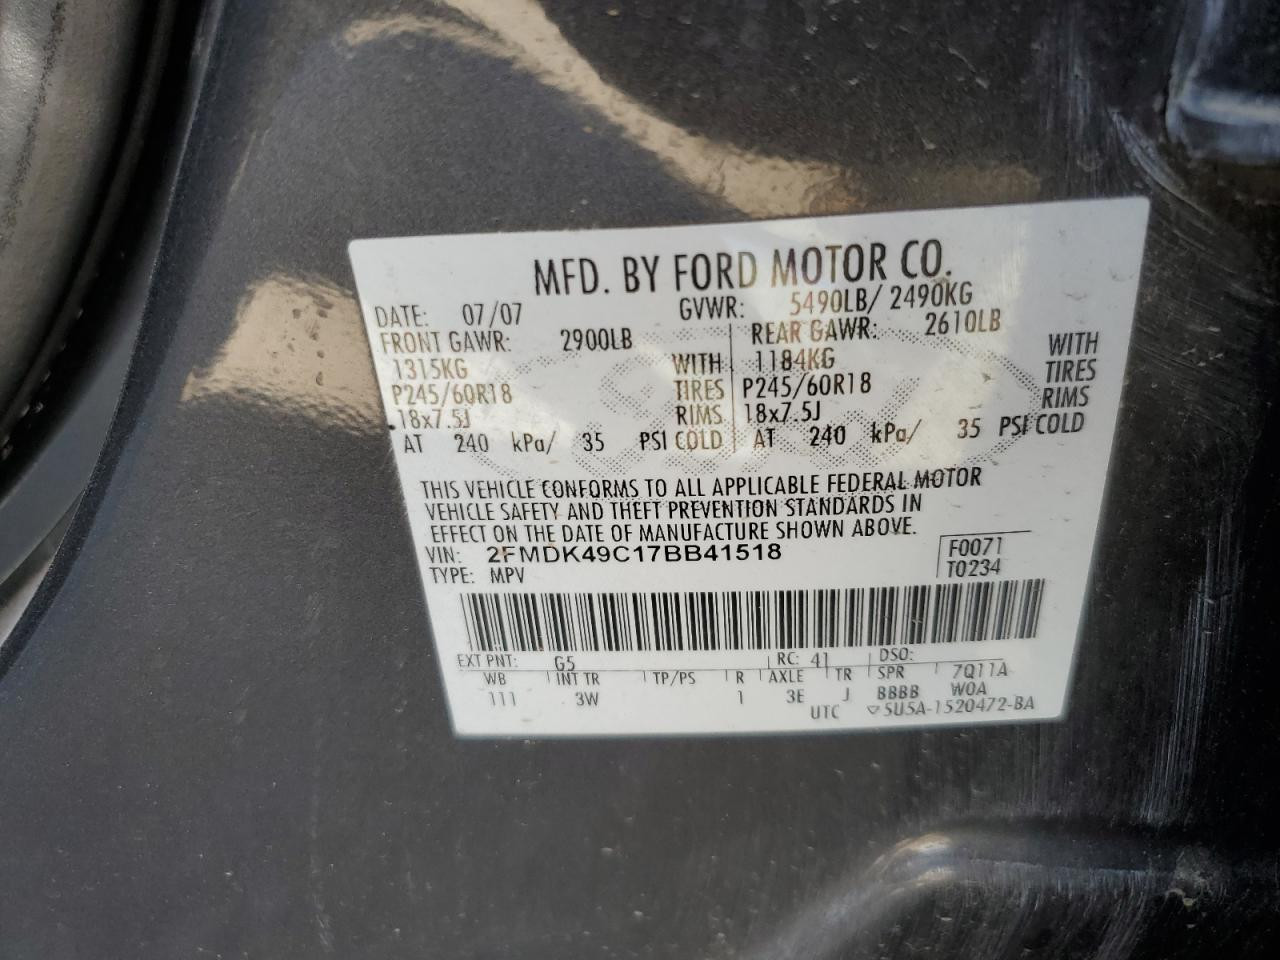 MFD. BY FORD MOTOR CO.
DATE: 07/07 GVWR: 5490LB/ 2490KG
FRONT GAWR: 2900LB REAR GAWR: 2610LB
1315KG WITH 1184KG WITH
P245/60R18 TIRES P245/60R18 TIRES
18x7.5J RIMS 18x7.5J RIMS
AT 240 kPa/ 35 PSI COLD AT 240 kPa/ 35 PSI COLD
THIS VEHICLE CONFORMS TO ALL APPLICABLE FEDERAL MOTOR
VEHICLE SAFETY AND THEFT PREVENTION STANDARDS IN
EFFECT ON THE DATE OF MANUFACTURE SHOWN ABOVE.
VIN: 2FMDK49C17BB41518 F0071
TYPE: MPV T0234
EXT PNT: G5 RC: 41 DSO:
WB INT TR TP/PS R AXLE TR SPR 7Q11A
111 3W 1 3E J BBBB W0A
UTC ▽5U5A-1520472-BA